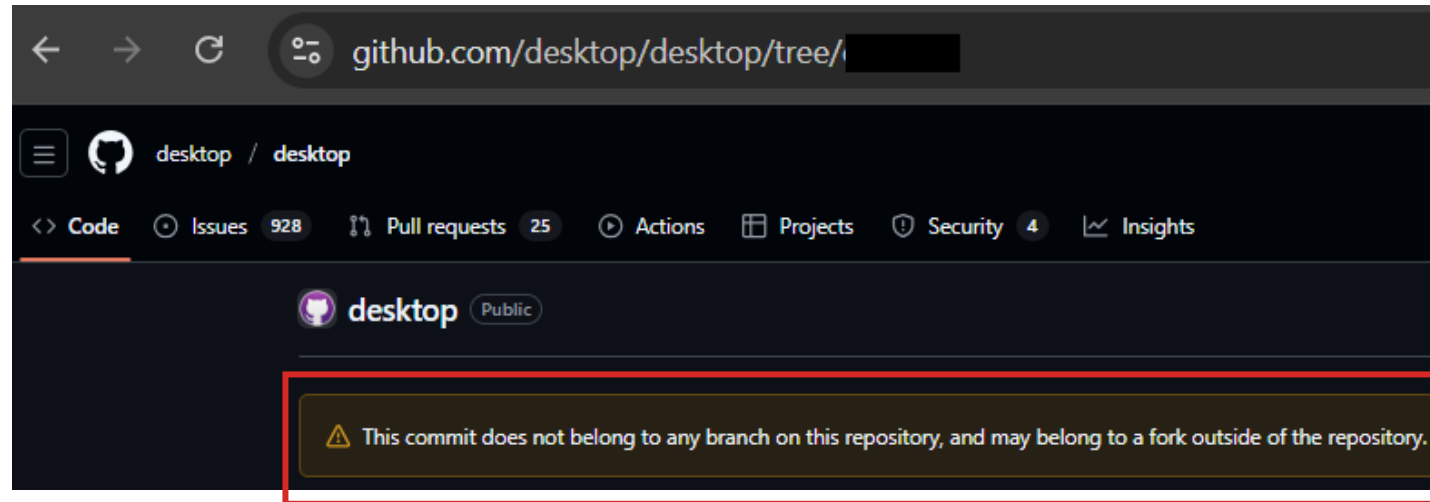 github.com/desktop/desktop/tree/
desktop / desktop
Code Issues 928 Pull requests 25 Actions Projects Security 4 Insights
desktop Public
This commit does not belong to any branch on this repository, and may belong to a fork outside of the repository.